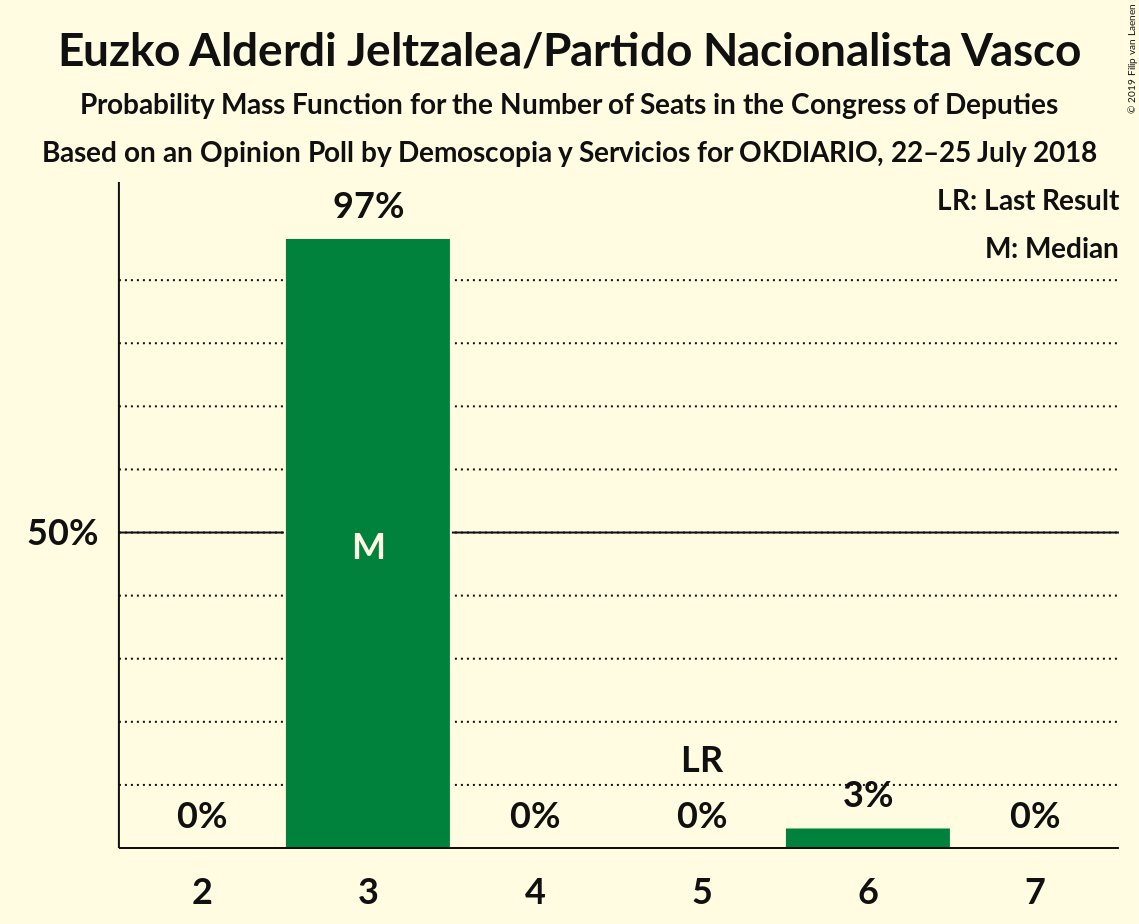 Euzko Alderdi Jeltzalea/Partido Nacionalista Vasco
Probability Mass Function for the Number of Seats in the Congress of Deputies
Based on an Opinion Poll by Demoscopia y Servicios for OKDIARIO, 22–25 July 2018
© 2019 Filip van Laenen
LR: Last Result
M: Median
97%
50%
M
LR
0%
0%
0%
3%
0%
2 3 4 5 6 7